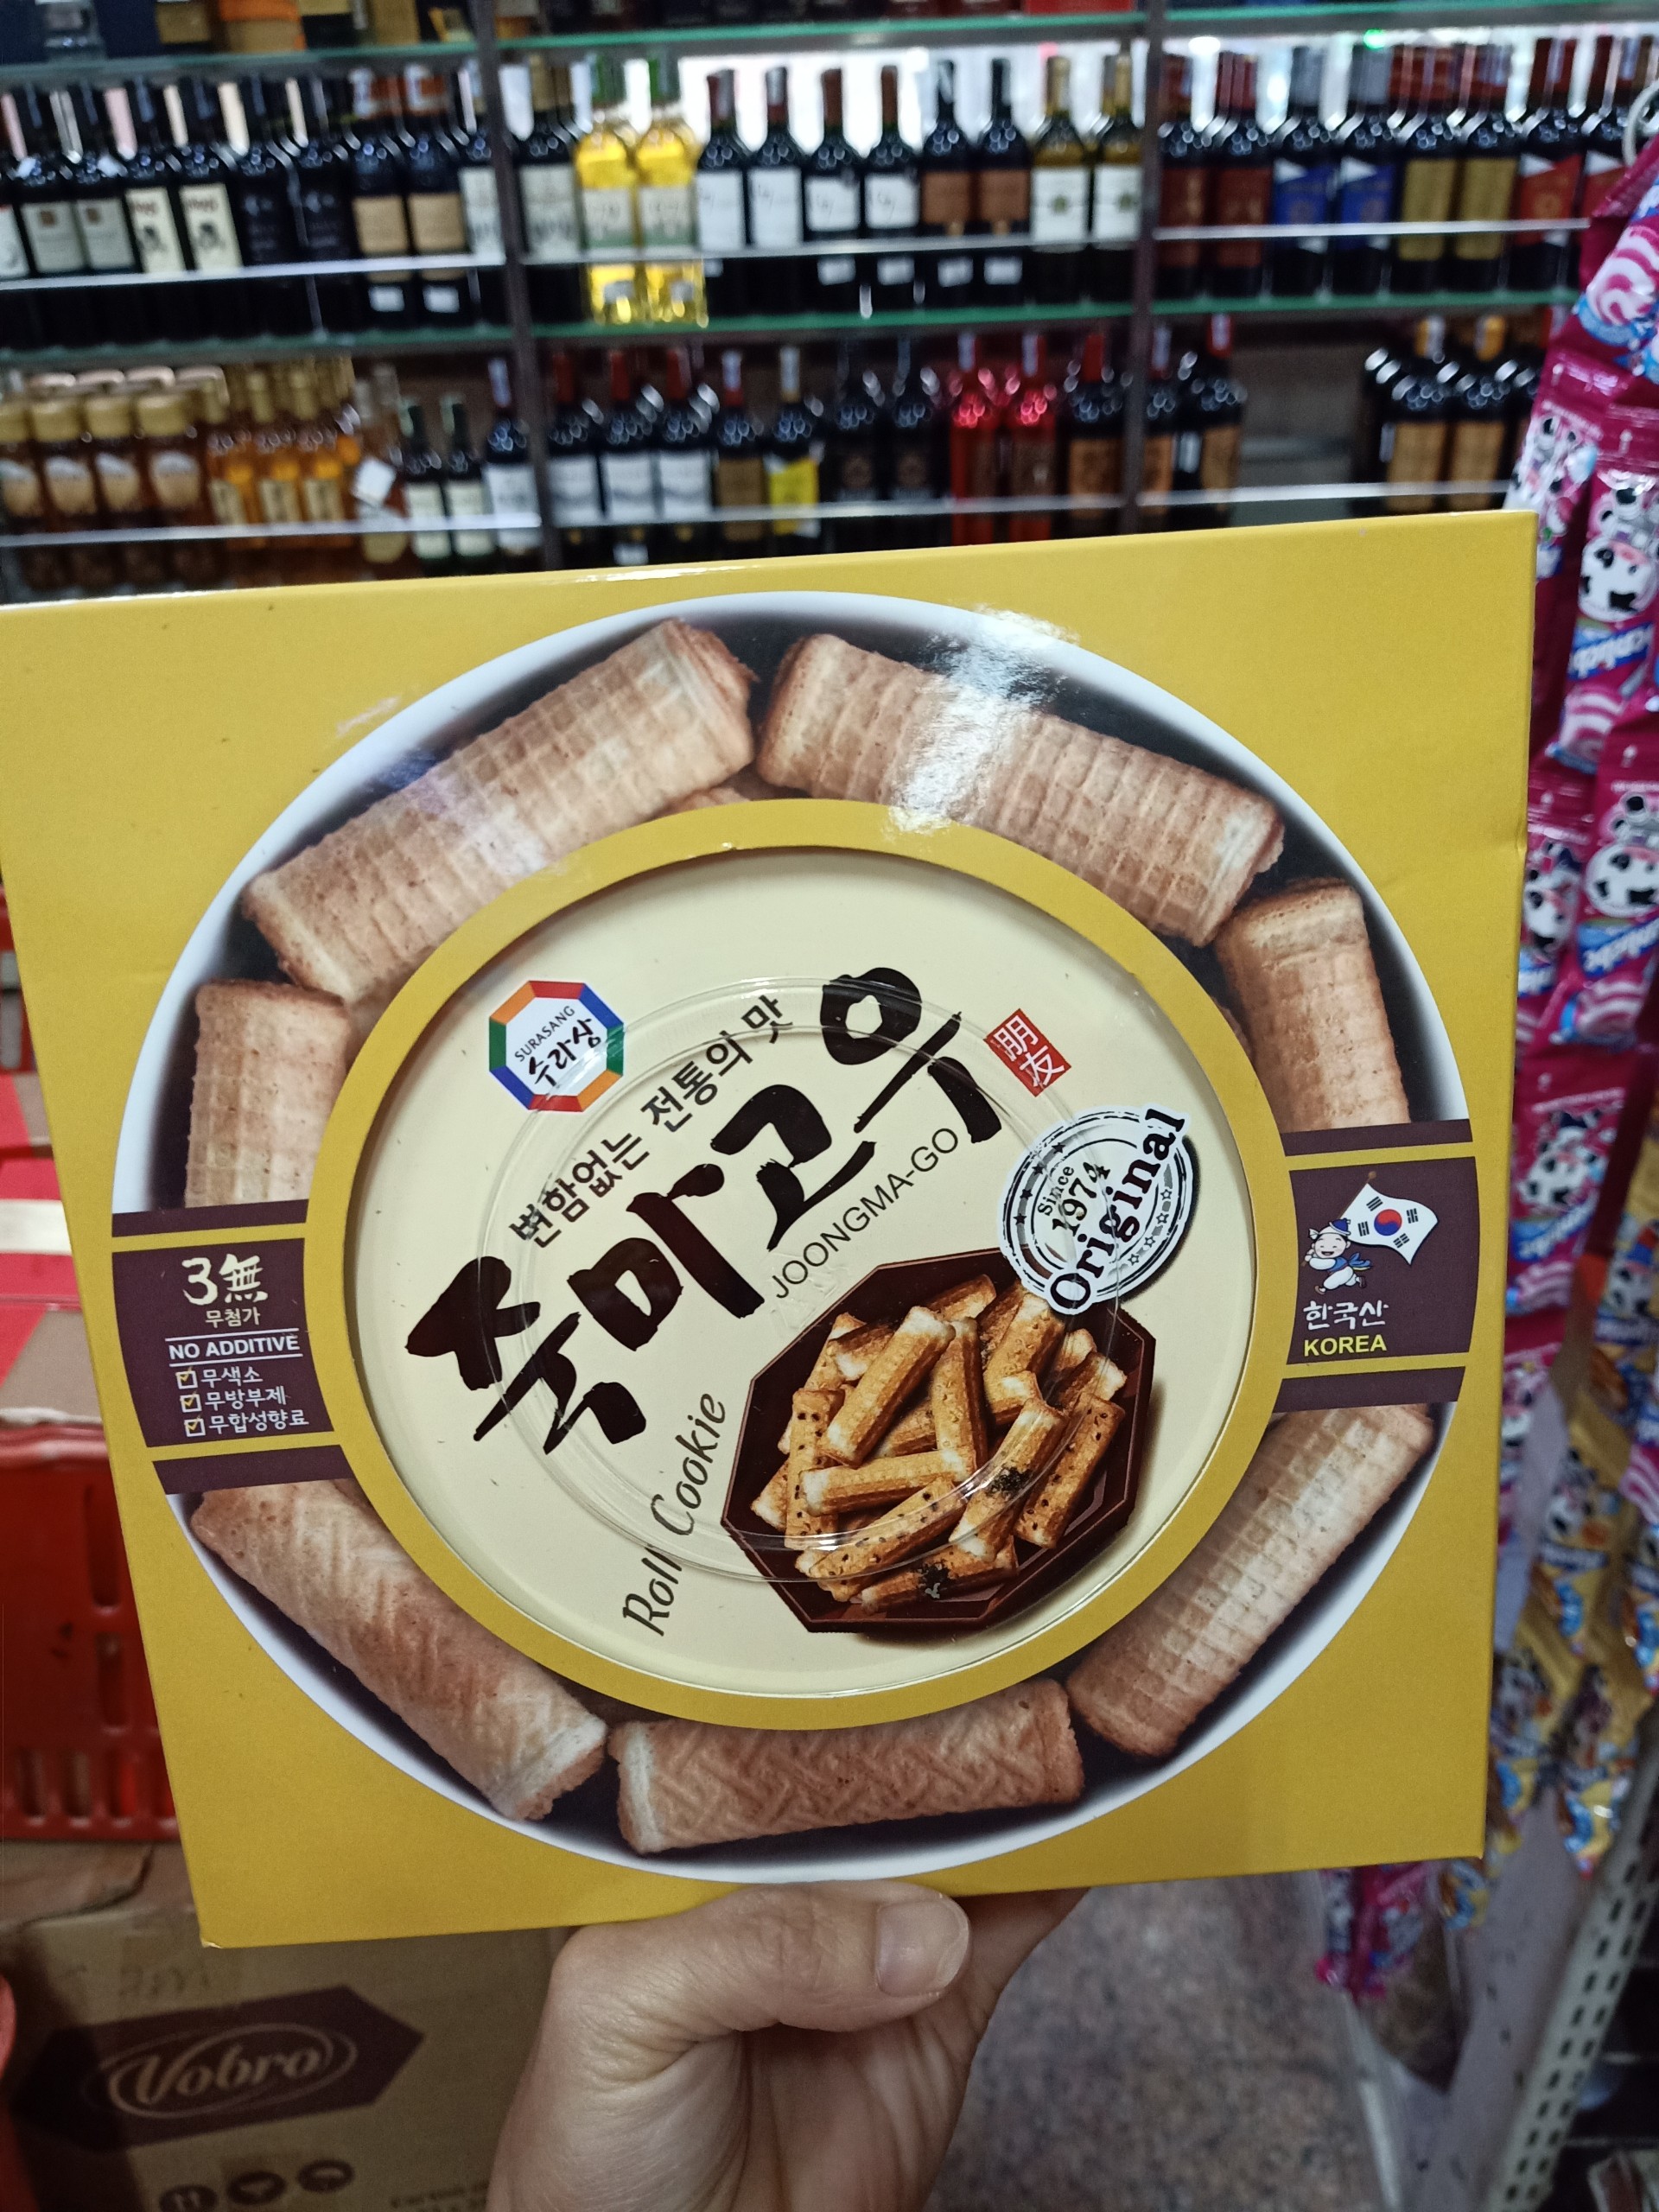 SURASANG
수라상
변함없는 전통의 맛
죽마고우
朋友
JOONGMA-GO
Since
1974
Original
Roll Cookie
3無
무첨가
NO ADDITIVE
무색소
무방부제
무합성향료
한국산
KOREA
Vobro